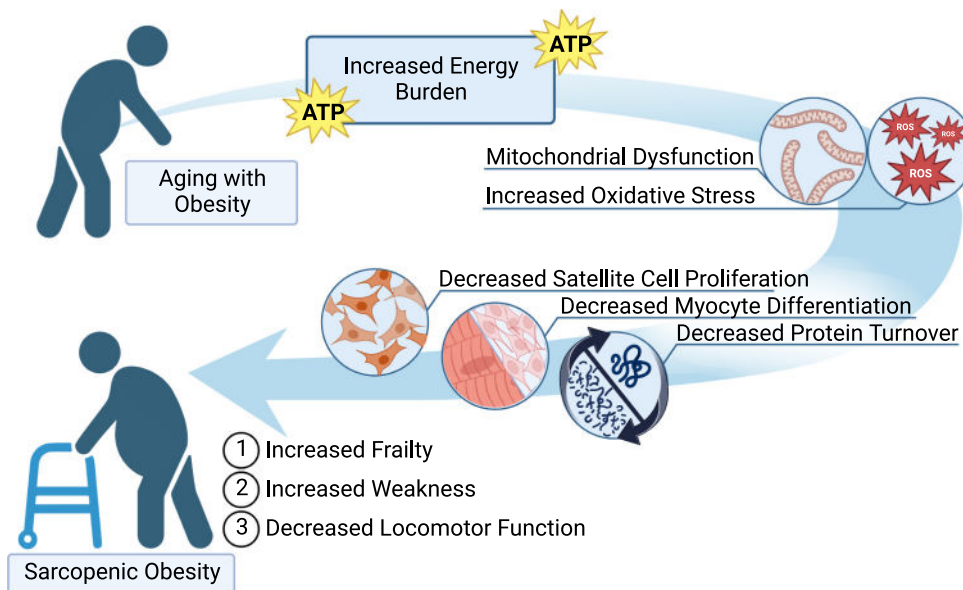 ATP
Increased Energy
Burden
ATP
Aging with
Obesity
Mitochondrial Dysfunction
Increased Oxidative Stress
ROS
ROS
ROS
Decreased Satellite Cell Proliferation
Decreased Myocyte Differentiation
Decreased Protein Turnover
1 Increased Frailty
2 Increased Weakness
3 Decreased Locomotor Function
Sarcopenic Obesity